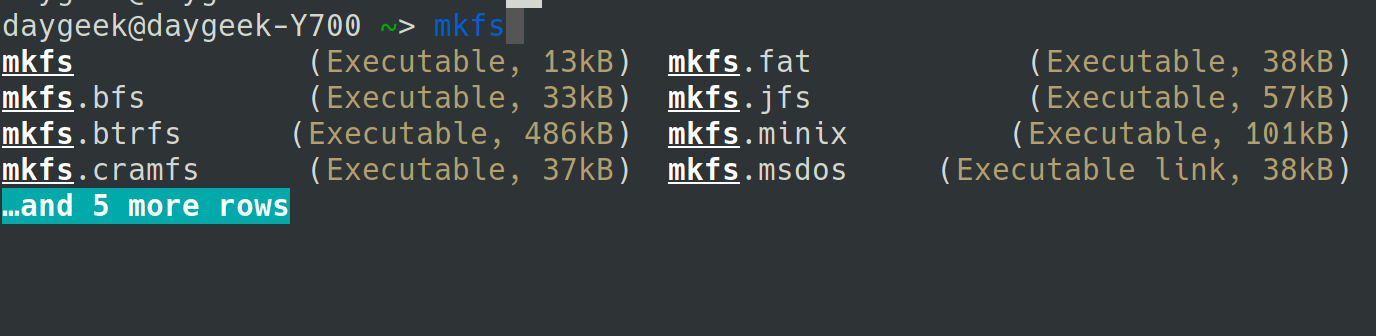 daygeek@daygeek-Y700 ~> mkfs
mkfs (Executable, 13kB) mkfs.fat (Executable, 38kB)
mkfs.bfs (Executable, 33kB) mkfs.jfs (Executable, 57kB)
mkfs.btrfs (Executable, 486kB) mkfs.minix (Executable, 101kB)
mkfs.cramfs (Executable, 37kB) mkfs.msdos (Executable link, 38kB)
…and 5 more rows